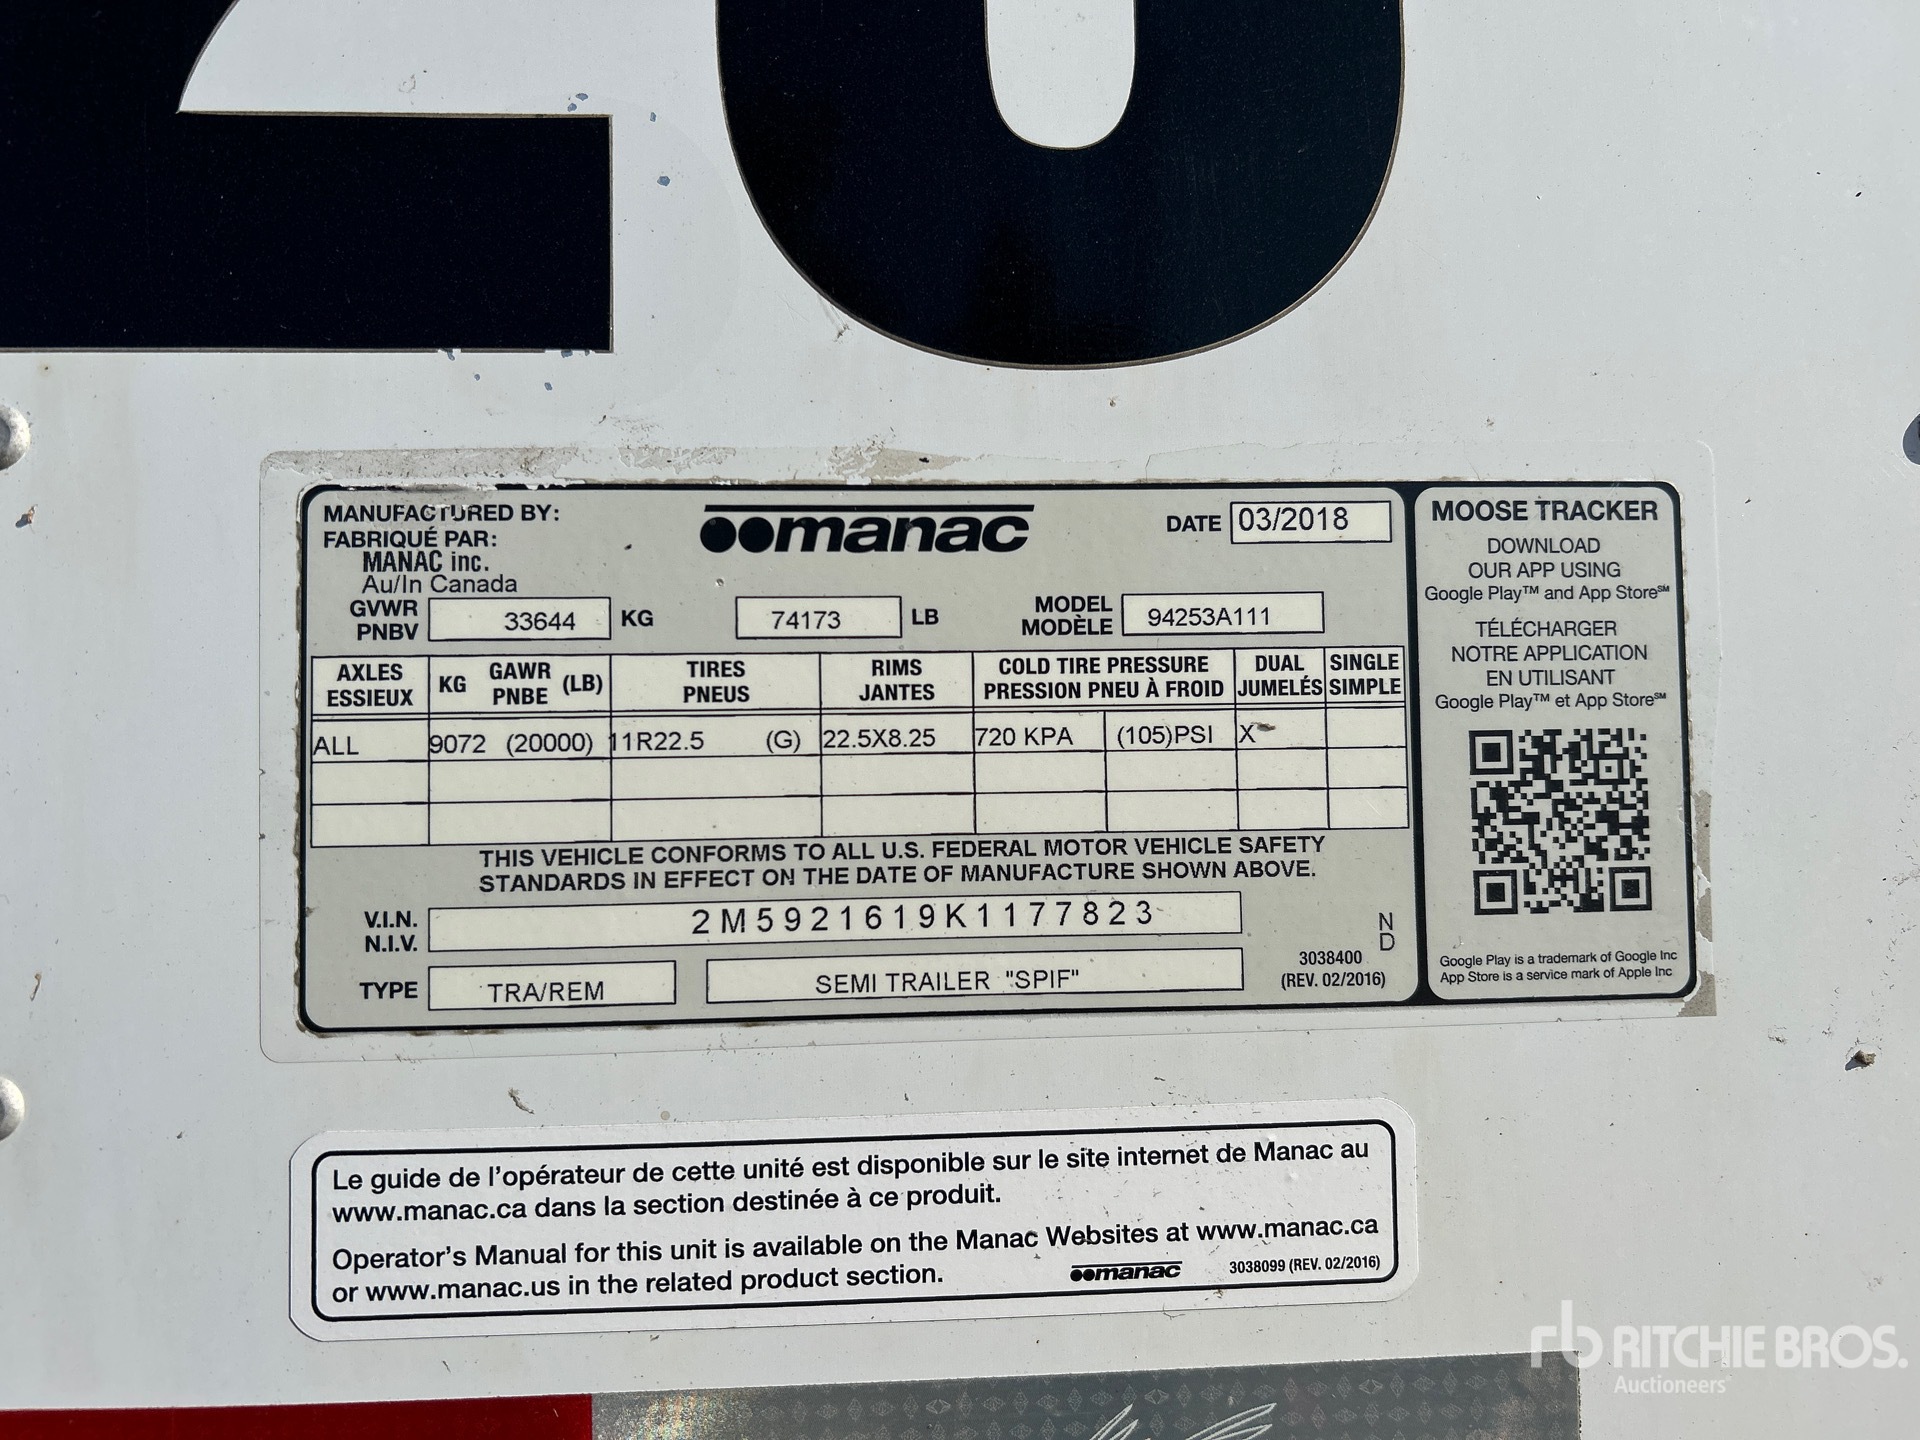 20
MANUFACTURED BY:
FABRIQUÉ PAR:
MANAC inc.
Au/In Canada
manac
DATE 03/2018
GVWR
PNBV
33644 KG
74173 LB
MODEL
MODÈLE
94253A111
AXLES
ESSIEUX
KG GAWR
PNBE (LB)
TIRES
PNEUS
RIMS
JANTES
COLD TIRE PRESSURE
PRESSION PNEU À FROID
DUAL
JUMELÉS
SINGLE
SIMPLE
ALL 9072 (20000) 11R22.5 (G) 22.5X8.25 720 KPA (105)PSI X
THIS VEHICLE CONFORMS TO ALL U.S. FEDERAL MOTOR VEHICLE SAFETY
STANDARDS IN EFFECT ON THE DATE OF MANUFACTURE SHOWN ABOVE.
V.I.N.
N.I.V.
2M5921619K1177823
TYPE TRA/REM SEMI TRAILER "SPIF"
ND
3038400
(REV. 02/2016)
MOOSE TRACKER
DOWNLOAD
OUR APP USING
Google Play™ and App Store℠
TÉLÉCHARGER
NOTRE APPLICATION
EN UTILISANT
Google Play™ et App Store℠
Google Play is a trademark of Google Inc
App Store is a service mark of Apple Inc
Le guide de l'opérateur de cette unité est disponible sur le site internet de Manac au
www.manac.ca dans la section destinée à ce produit.
Operator's Manual for this unit is available on the Manac Websites at www.manac.ca
or www.manac.us in the related product section.
manac 3038099 (REV. 02/2016)
rb RITCHIE BROS.
Auctioneers